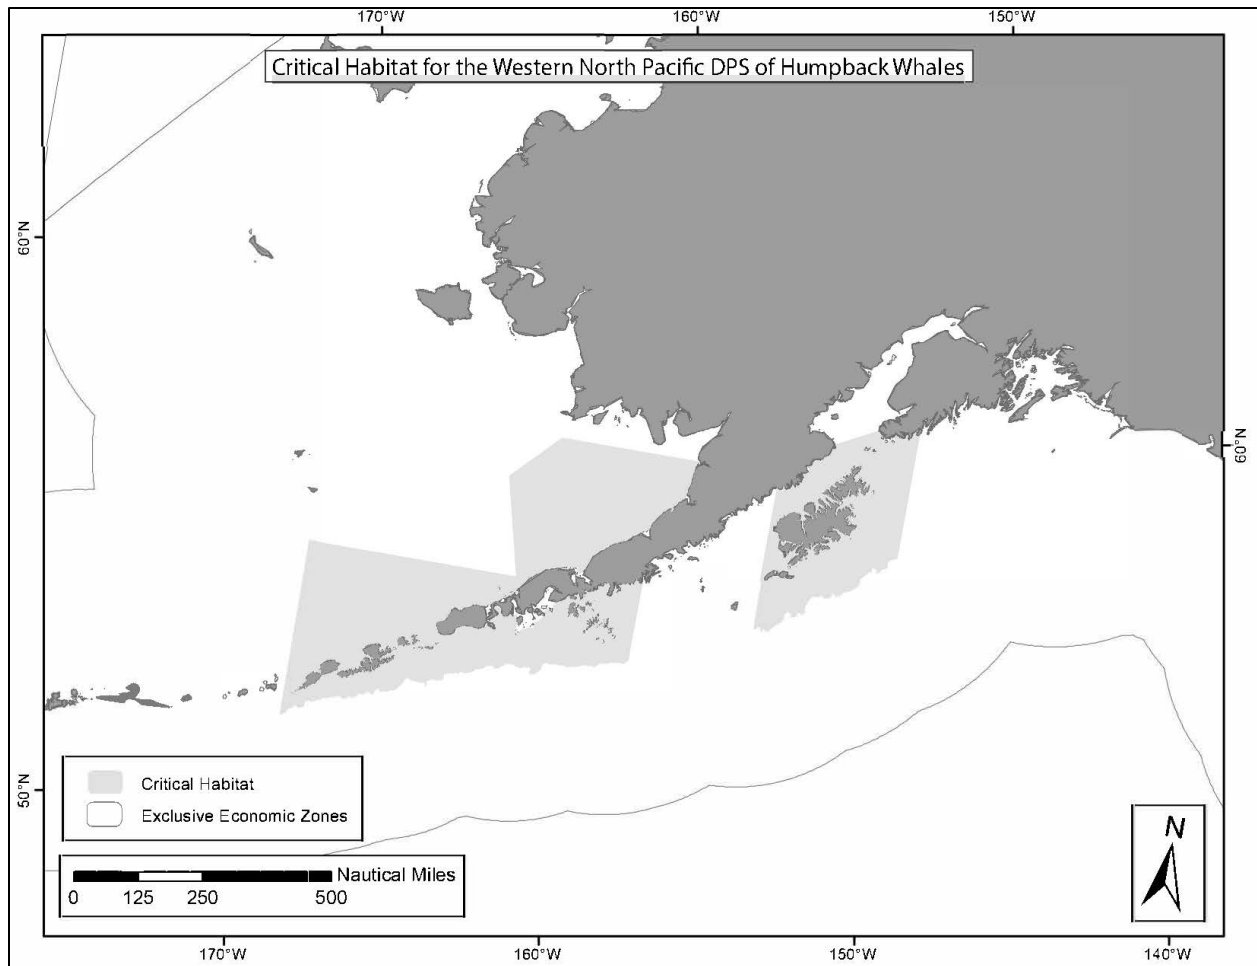 170°W 160°W 150°W
Critical Habitat for the Western North Pacific DPS of Humpback Whales
60°N
60°N
50°N
Critical Habitat
Exclusive Economic Zones
Nautical Miles
0 125 250 500
N
170°W 160°W 150°W 140°W